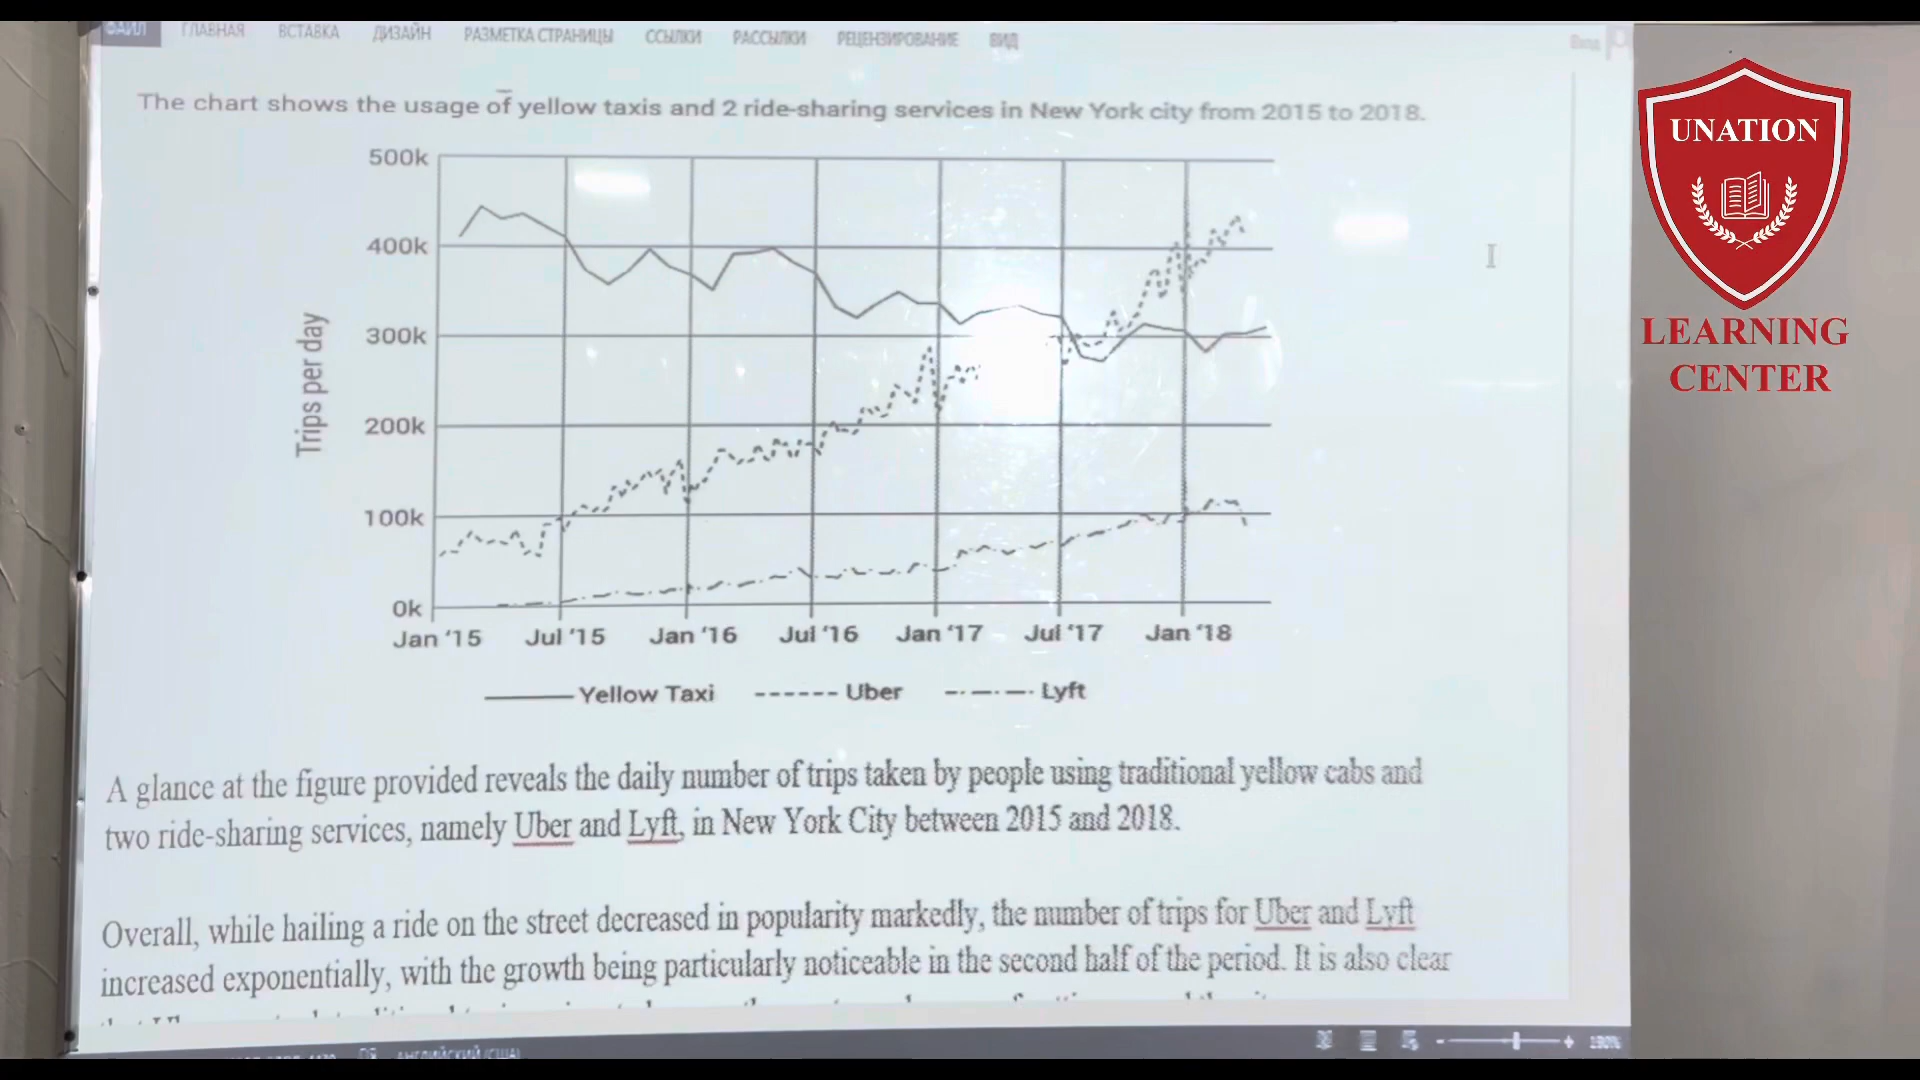 ФАЙЛ ГЛАВНАЯ ВСТАВКА ДИЗАЙН РАЗМЕТКА СТРАНИЦЫ ССЫЛКИ РАССЫЛКИ РЕЦЕНЗИРОВАНИЕ ВИД Вход
The chart shows the usage of yellow taxis and 2 ride-sharing services in New York city from 2015 to 2018.
500k
400k
300k
200k
100k
0k
Trips per day
Jan '15 Jul '15 Jan '16 Jul '16 Jan '17 Jul '17 Jan '18
Yellow Taxi Uber Lyft
A glance at the figure provided reveals the daily number of trips taken by people using traditional yellow cabs and
two ride-sharing services, namely Uber and Lyft, in New York City between 2015 and 2018.
Overall, while hailing a ride on the street decreased in popularity markedly, the number of trips for Uber and Lyft
increased exponentially, with the growth being particularly noticeable in the second half of the period. It is also clear
АНГЛИЙСКИЙ (США)
190%
UNATION
LEARNING
CENTER